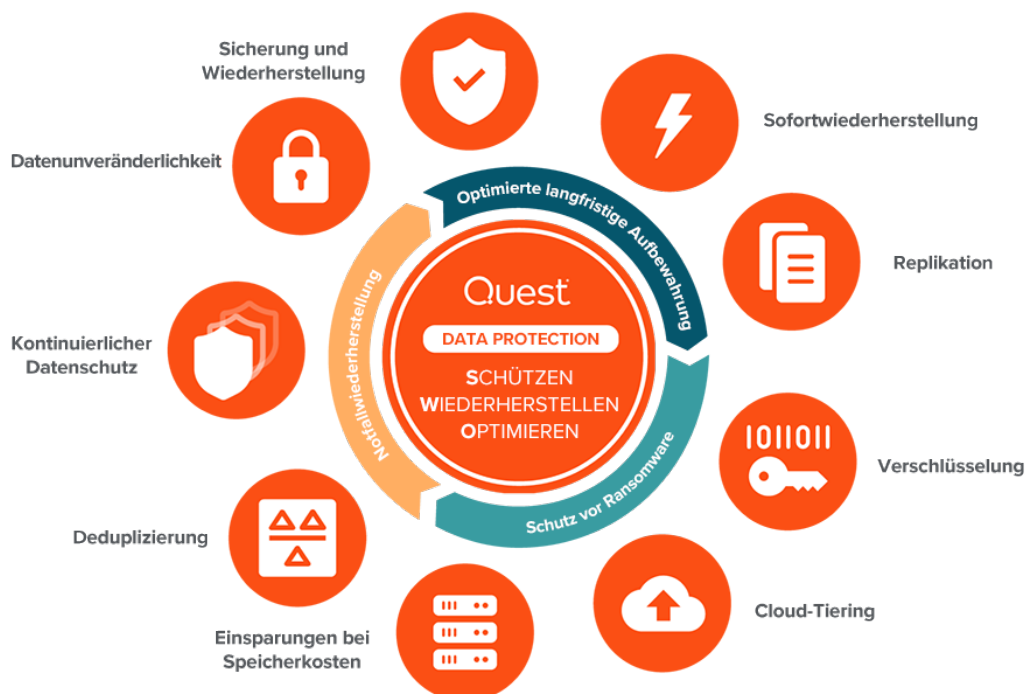 Sicherung und
Wiederherstellung
Sofortwiederherstellung
Datenunveränderlichkeit
Optimierte langfristige Aufbewahrung
Replikation
Quest
DATA PROTECTION
SCHÜTZEN
WIEDERHERSTELLEN
OPTIMIEREN
Notfallwiederherstellung
Kontinuierlicher
Datenschutz
1011011
Verschlüsselung
Schutz vor Ransomware
Deduplizierung
Cloud-Tiering
Einsparungen bei
Speicherkosten